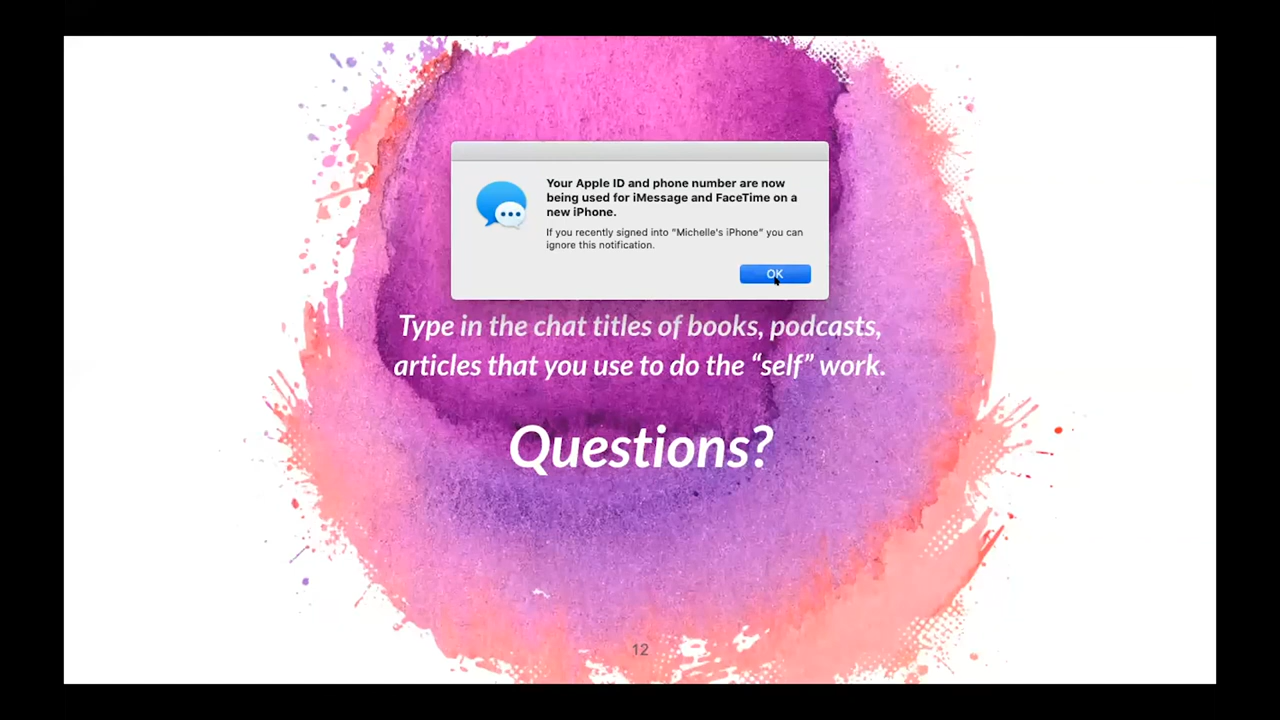 Your Apple ID and phone number are now
being used for iMessage and FaceTime on a
new iPhone.
If you recently signed into “Michelle's iPhone” you can
ignore this notification.
OK
Type in the chat titles of books, podcasts,
articles that you use to do the “self” work.
Questions?
12